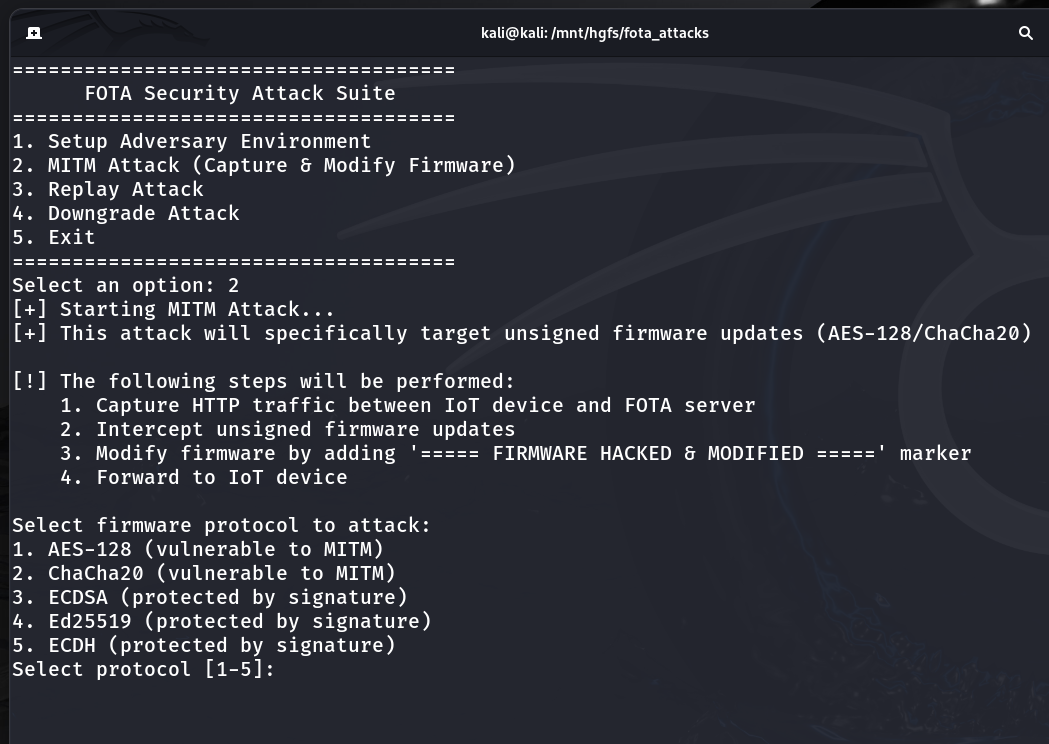 kali@kali: /mnt/hgfs/fota_attacks
=====================================
FOTA Security Attack Suite
=====================================
1. Setup Adversary Environment
2. MITM Attack (Capture & Modify Firmware)
3. Replay Attack
4. Downgrade Attack
5. Exit
=====================================
Select an option: 2
[+] Starting MITM Attack...
[+] This attack will specifically target unsigned firmware updates (AES-128/ChaCha20)
[!] The following steps will be performed:
1. Capture HTTP traffic between IoT device and FOTA server
2. Intercept unsigned firmware updates
3. Modify firmware by adding '===== FIRMWARE HACKED & MODIFIED =====' marker
4. Forward to IoT device
Select firmware protocol to attack:
1. AES-128 (vulnerable to MITM)
2. ChaCha20 (vulnerable to MITM)
3. ECDSA (protected by signature)
4. Ed25519 (protected by signature)
5. ECDH (protected by signature)
Select protocol [1-5]: